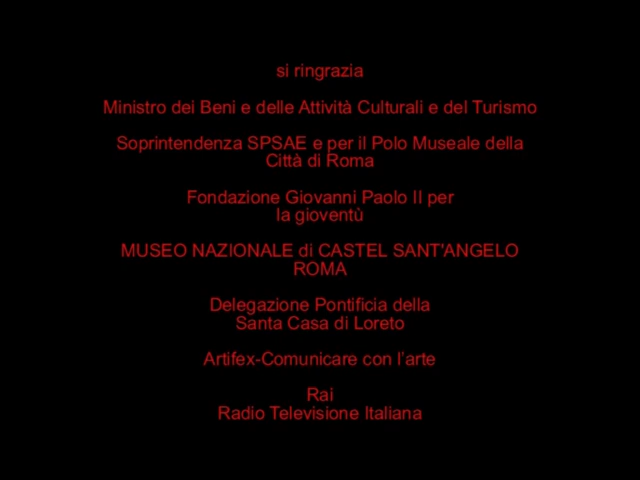 si ringrazia
Ministro dei Beni e delle Attività Culturali e del Turismo
Soprintendenza SPSAE e per il Polo Museale della
Città di Roma
Fondazione Giovanni Paolo II per
la gioventù
MUSEO NAZIONALE di CASTEL SANT'ANGELO
ROMA
Delegazione Pontificia della
Santa Casa di Loreto
Artifex-Comunicare con l'arte
Rai
Radio Televisione Italiana